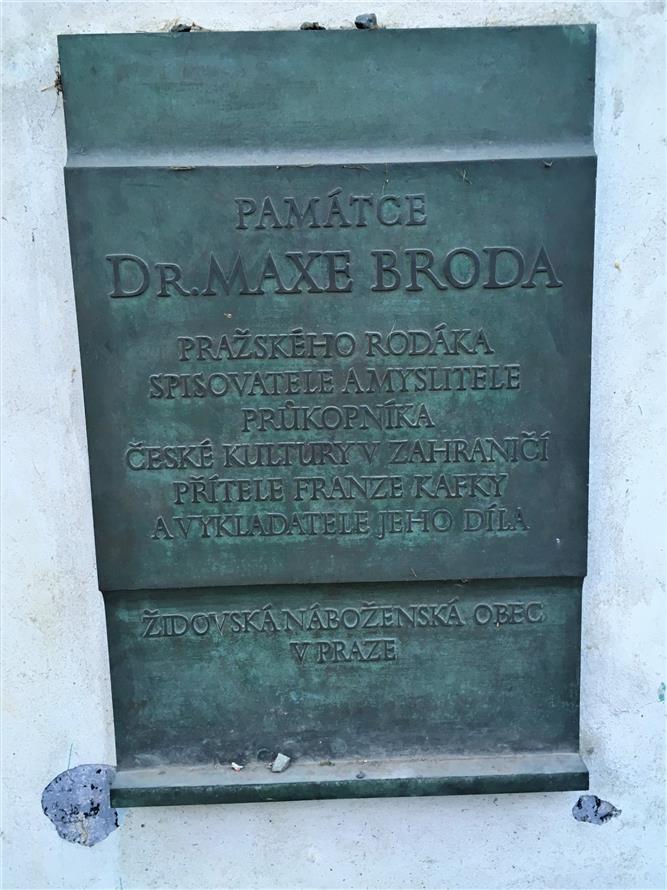 PAMÁTCE
DR. MAXE BRODA
PRAŽSKÉHO RODÁKA
SPISOVATELE A MYSLITELE
PRŮKOPNÍKA
ČESKÉ KULTURY V ZAHRANIČÍ
PŘÍTELE FRANZE KAFKY
A VYKLADATELE JEHO DÍLA
ŽIDOVSKÁ NÁBOŽENSKÁ OBEC
V PRAZE